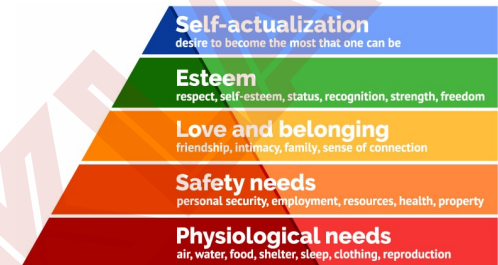 Self-actualization
desire to become the most that one can be
Esteem
respect, self-esteem, status, recognition, strength, freedom
Love and belonging
friendship, intimacy, family, sense of connection
Safety needs
personal security, employment, resources, health, property
Physiological needs
air, water, food, shelter, sleep, clothing, reproduction